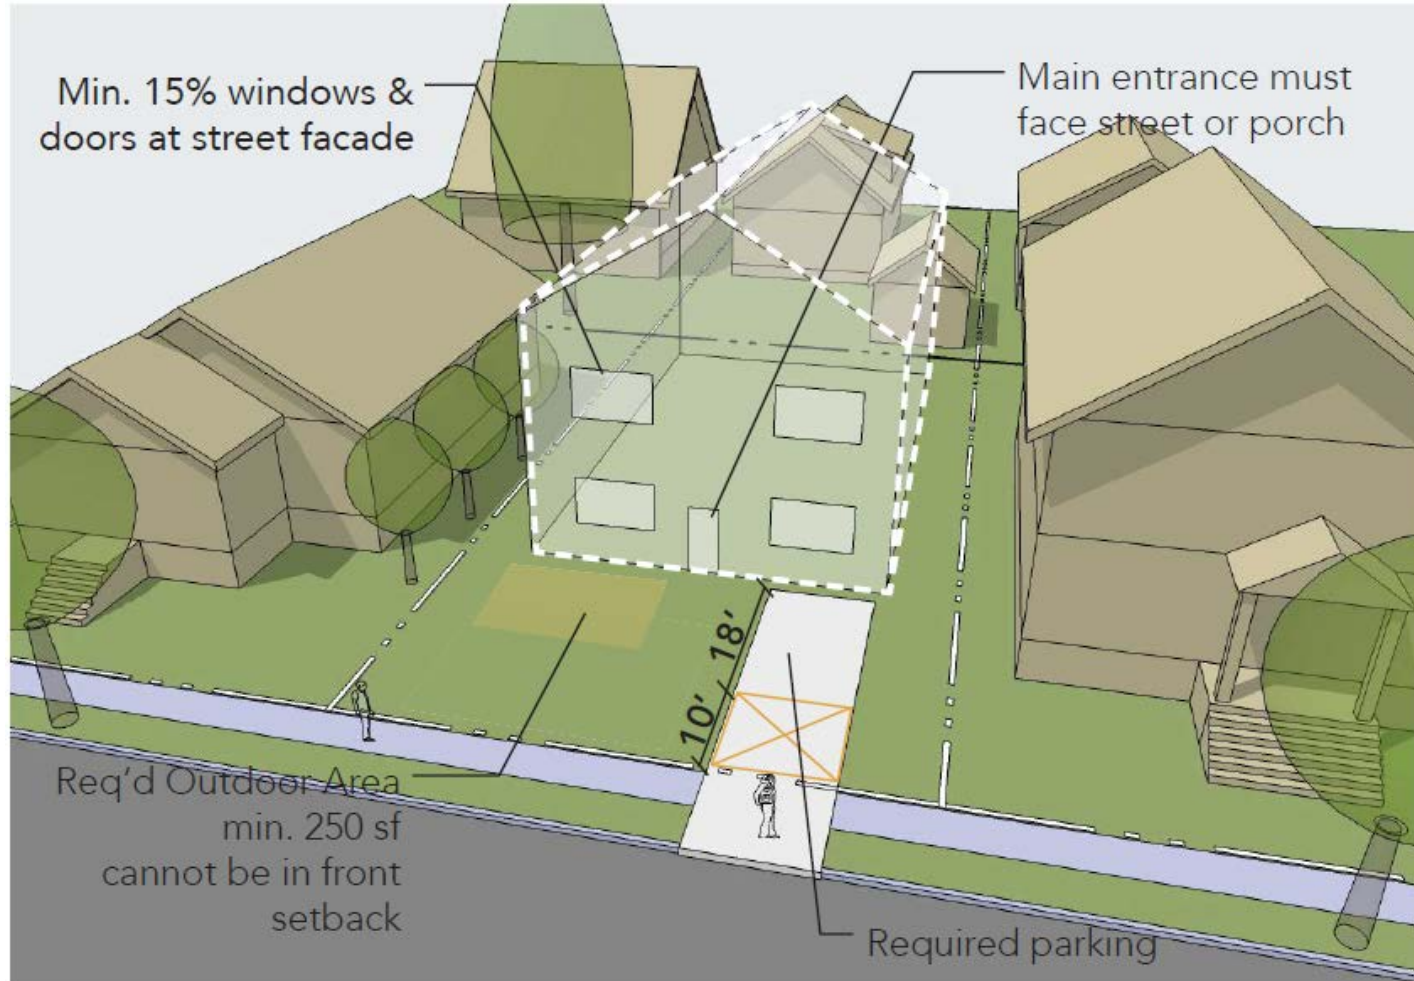 Min. 15% windows &
doors at street facade
Main entrance must
face street or porch
18'
10'
Req'd Outdoor Area
min. 250 sf
cannot be in front
setback
Required parking